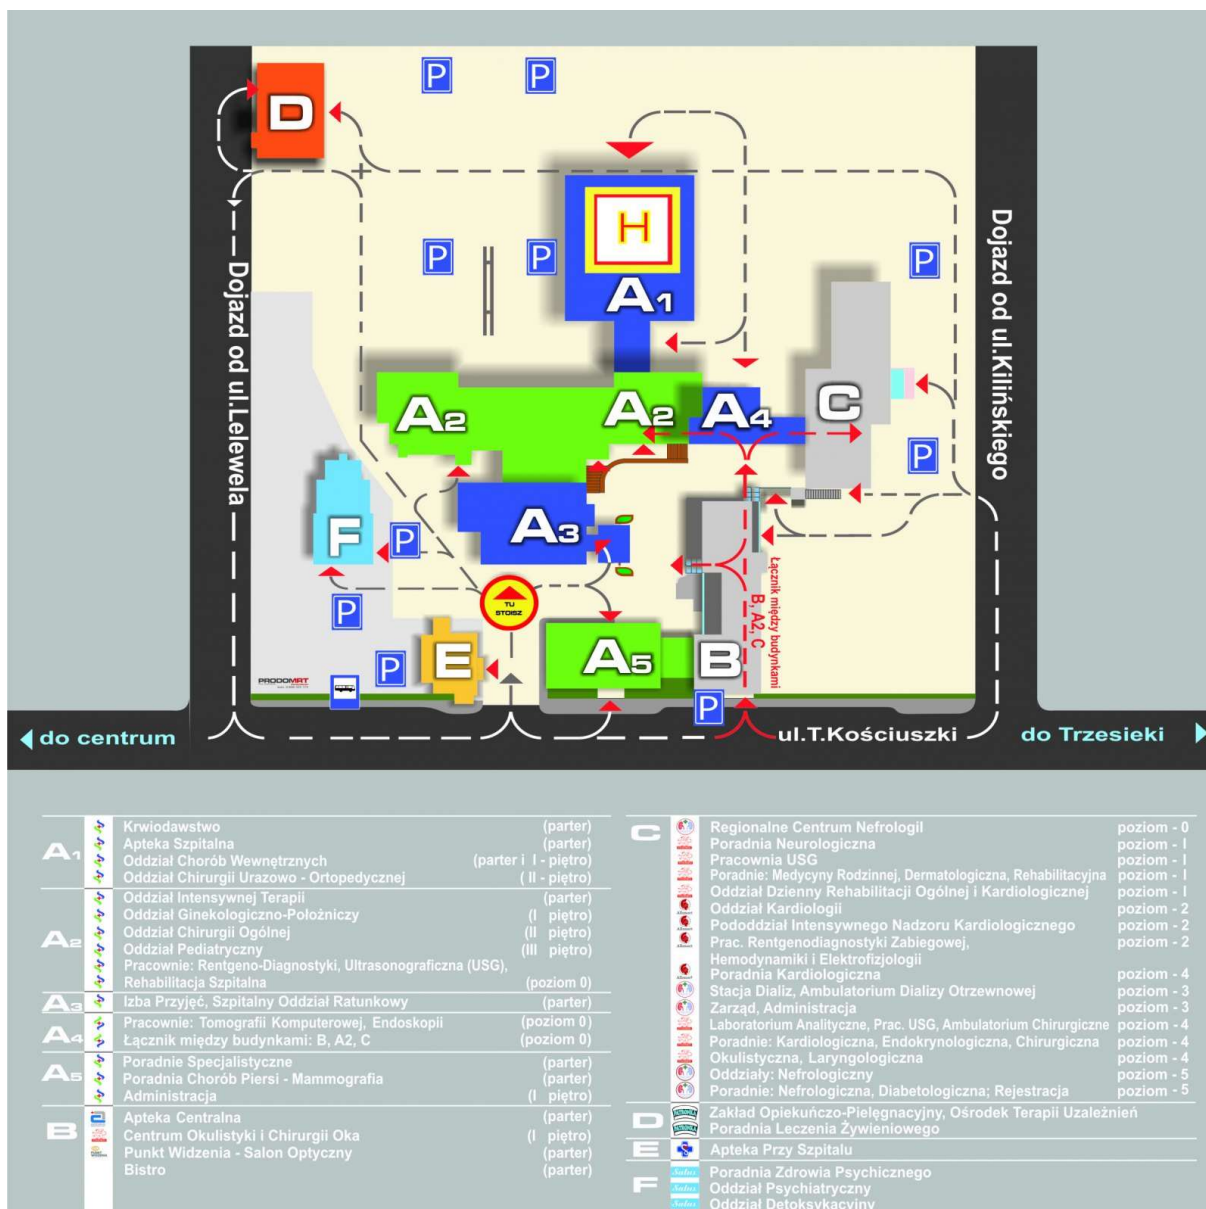 P
P
D
H
Dojazd od ul.Lelewela
Dojazd od ul.Kilińskiego
P
P
P
A1
A2
A2
A4
C
P
A3
F
P
TU
STOISZ
Łącznik między budynkami
B, A2, C
P
E
P
A5
B
P
PRODOMART
do centrum
ul.T.Kościuszki
do Trzesieki
A1
Krwiodawstwo (parter)
Apteka Szpitalna (parter)
Oddział Chorób Wewnętrznych (parter i I - piętro)
Oddział Chirurgii Urazowo - Ortopedycznej ( II - piętro)
A2
Oddział Intensywnej Terapii (parter)
Oddział Ginekologiczno-Położniczy (I piętro)
Oddział Chirurgii Ogólnej (II piętro)
Oddział Pediatryczny (III piętro)
Pracownie: Rentgeno-Diagnostyki, Ultrasonograficzna (USG),
Rehabilitacja Szpitalna (poziom 0)
A3
Izba Przyjęć, Szpitalny Oddział Ratunkowy (parter)
A4
Pracownie: Tomografii Komputerowej, Endoskopii (poziom 0)
Łącznik między budynkami: B, A2, C (poziom 0)
A5
Poradnie Specjalistyczne (parter)
Poradnia Chorób Piersi - Mammografia (parter)
Administracja (I piętro)
B
Apteka Centralna (parter)
Centrum Okulistyki i Chirurgii Oka (I piętro)
Punkt Widzenia - Salon Optyczny (parter)
Bistro (parter)
C
Regionalne Centrum Nefrologil poziom - 0
Poradnia Neurologiczna poziom - I
Pracownia USG poziom - I
Poradnie: Medycyny Rodzinnej, Dermatologiczna, Rehabilitacyjna poziom - I
Oddział Dzienny Rehabilitacji Ogólnej i Kardiologicznej poziom - I
Oddział Kardiologii poziom - 2
Pododdział Intensywnego Nadzoru Kardiologicznego poziom - 2
Prac. Rentgenodiagnostyki Zabiegowej, poziom - 2
Hemodynamiki i Elektrofizjologii
Poradnia Kardiologiczna poziom - 4
Stacja Dializ, Ambulatorium Dializy Otrzewnowej poziom - 3
Zarząd, Administracja poziom - 3
Laboratorium Analityczne, Prac. USG, Ambulatorium Chirurgiczne poziom - 4
Poradnie: Kardiologiczna, Endokrynologiczna, Chirurgiczna poziom - 4
Okulistyczna, Laryngologiczna poziom - 4
Oddziały: Nefrologiczny poziom - 5
Poradnie: Nefrologiczna, Diabetologiczna; Rejestracja poziom - 5
D
Zakład Opiekuńczo-Pielęgnacyjny, Ośrodek Terapii Uzależnień
Poradnia Leczenia Żywieniowego
E
Apteka Przy Szpitalu
F
Salus Poradnia Zdrowia Psychicznego
Salus Oddział Psychiatryczny
Salus Oddział Detoksykacyjny